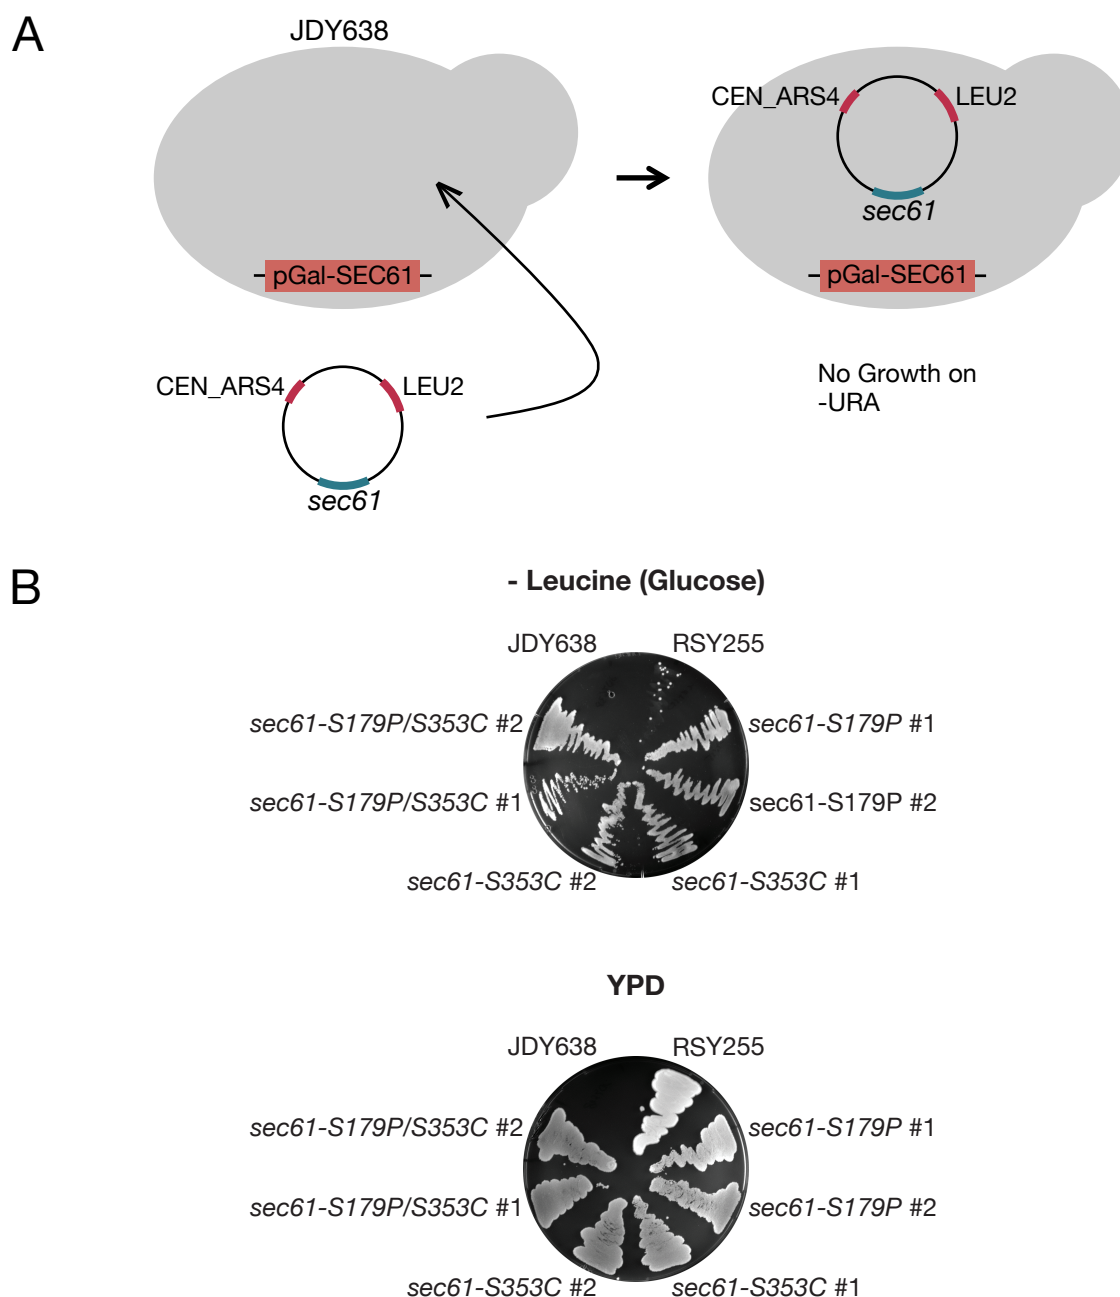 A
JDY638
CEN_ARS4
LEU2
sec61
pGal-SEC61
pGal-SEC61
CEN_ARS4
LEU2
sec61
No Growth on
-URA
B
- Leucine (Glucose)
JDY638
RSY255
sec61-S179P/S353C #2
sec61-S179P #1
sec61-S179P/S353C #1
sec61-S179P #2
sec61-S353C #2
sec61-S353C #1
YPD
JDY638
RSY255
sec61-S179P/S353C #2
sec61-S179P #1
sec61-S179P/S353C #1
sec61-S179P #2
sec61-S353C #2
sec61-S353C #1